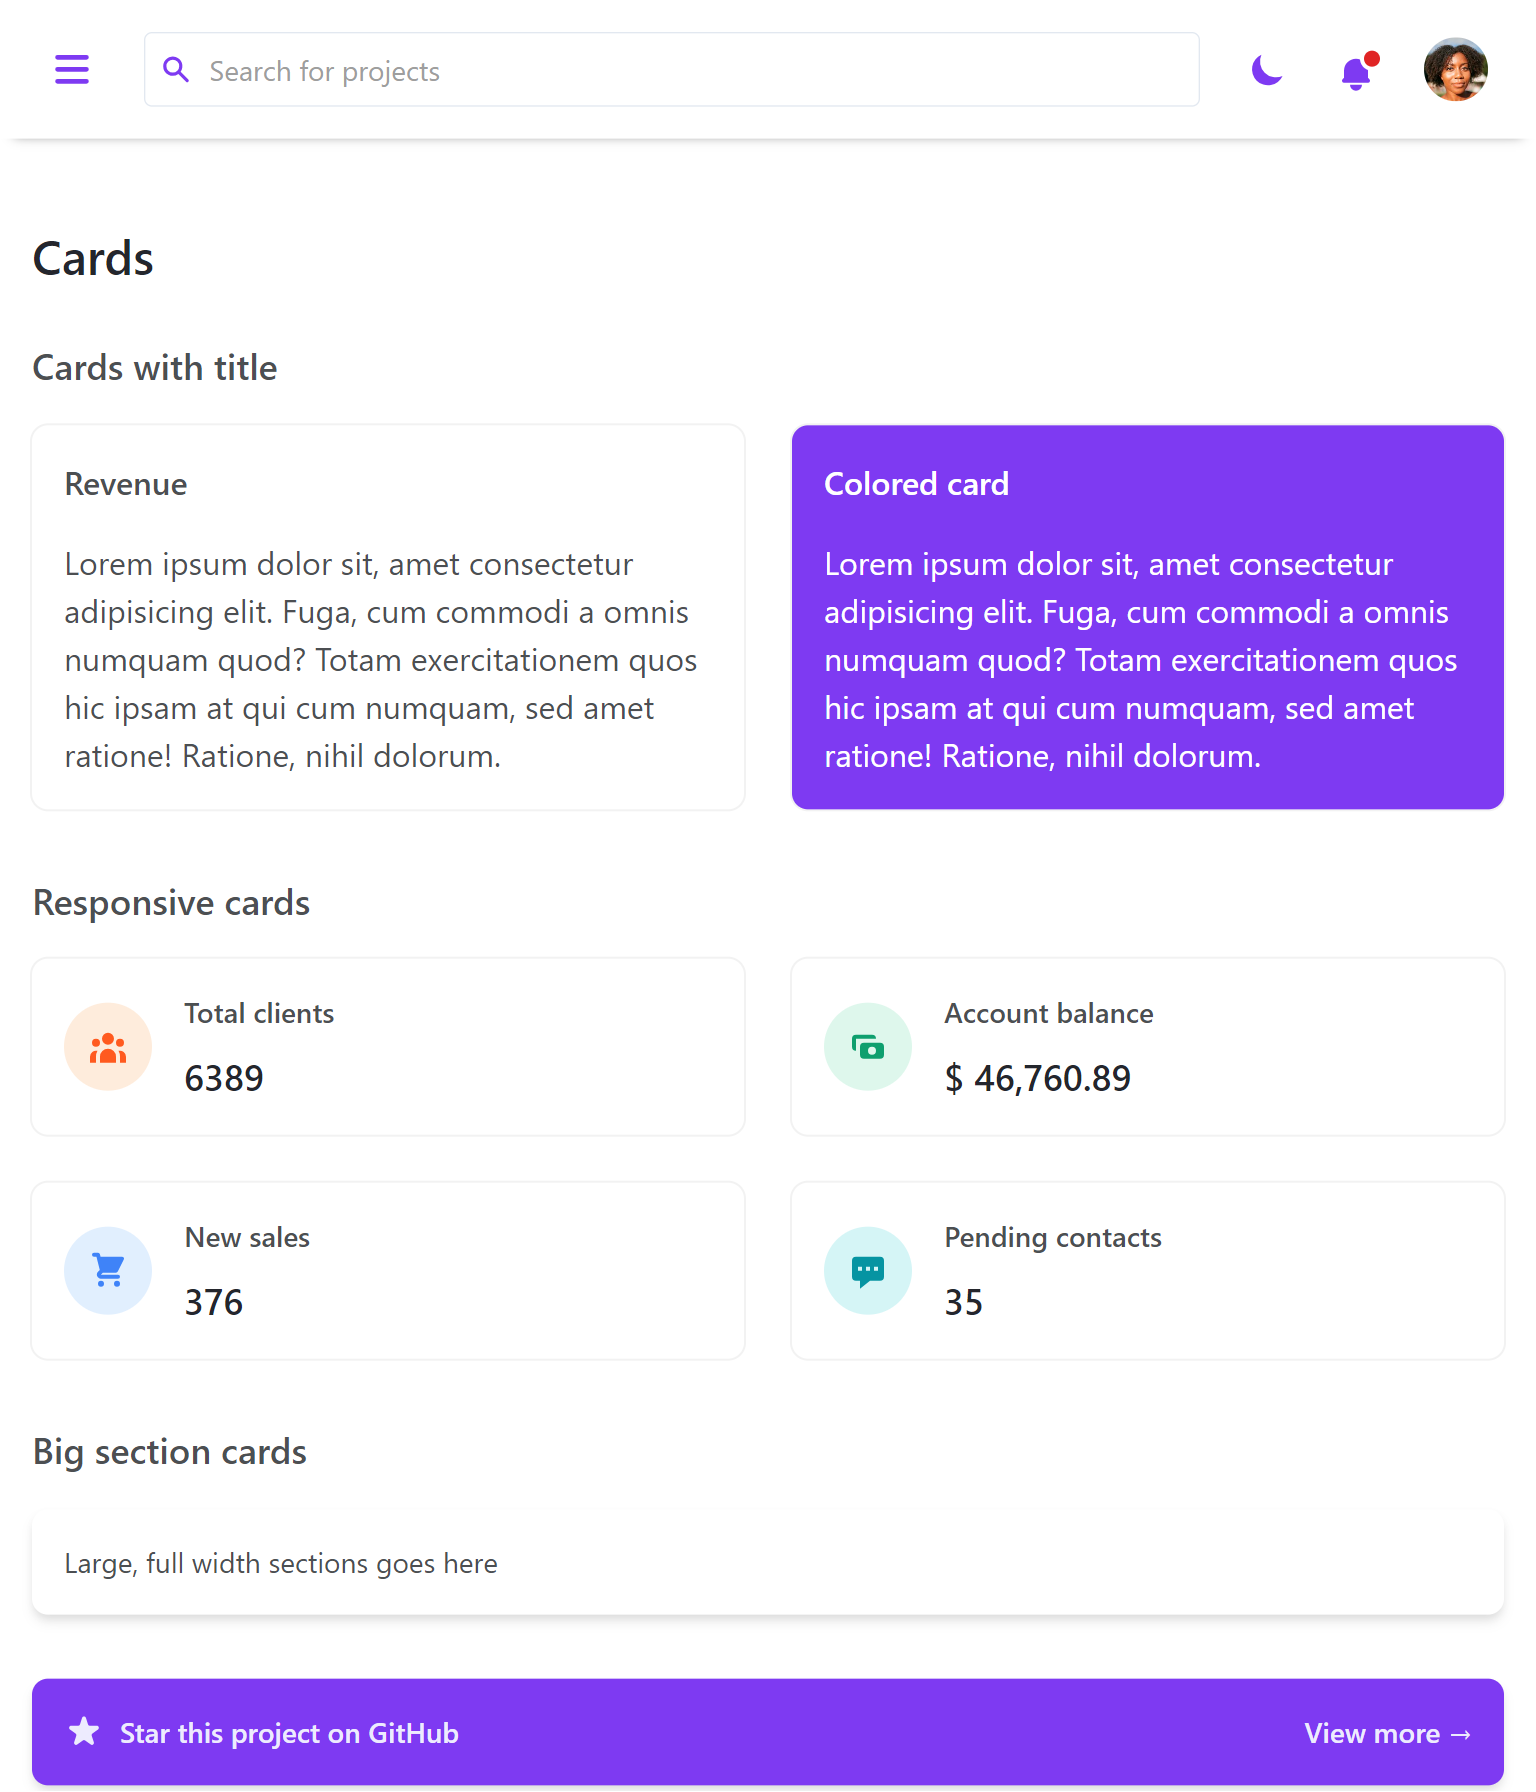 Search for projects
Cards
Cards with title
Revenue
Lorem ipsum dolor sit, amet consectetur
adipisicing elit. Fuga, cum commodi a omnis
numquam quod? Totam exercitationem quos
hic ipsam at qui cum numquam, sed amet
ratione! Ratione, nihil dolorum.
Colored card
Lorem ipsum dolor sit, amet consectetur
adipisicing elit. Fuga, cum commodi a omnis
numquam quod? Totam exercitationem quos
hic ipsam at qui cum numquam, sed amet
ratione! Ratione, nihil dolorum.
Responsive cards
Total clients
6389
Account balance
$ 46,760.89
New sales
376
Pending contacts
35
Big section cards
Large, full width sections goes here
Star this project on GitHub
View more →